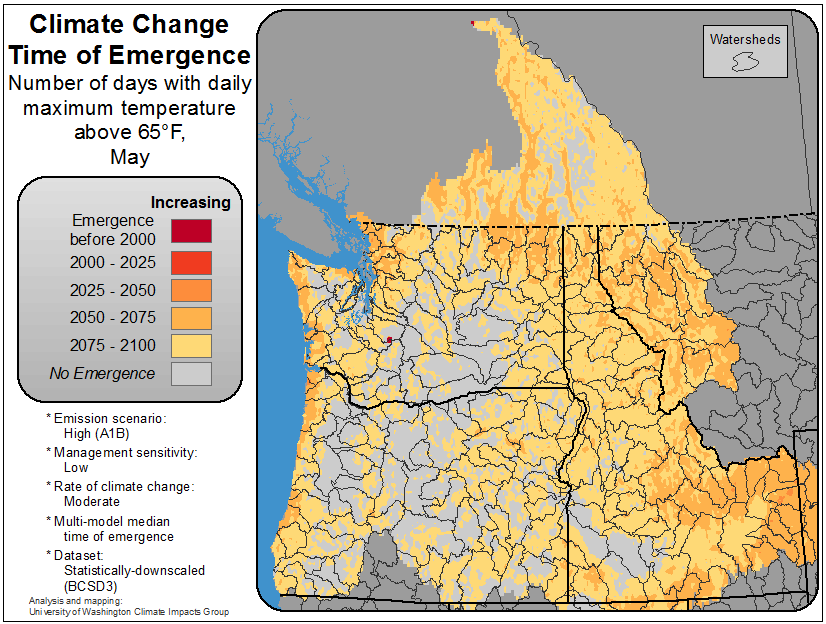 Climate Change
Time of Emergence
Number of days with daily
maximum temperature
above 65°F,
May
Increasing
Emergence
before 2000
2000 - 2025
2025 - 2050
2050 - 2075
2075 - 2100
No Emergence
* Emission scenario:
High (A1B)
* Management sensitivity:
Low
* Rate of climate change:
Moderate
* Multi-model median
time of emergence
* Dataset:
Statistically-downscaled
(BCSD3)
Analysis and mapping:
University of Washington Climate Impacts Group
Watersheds